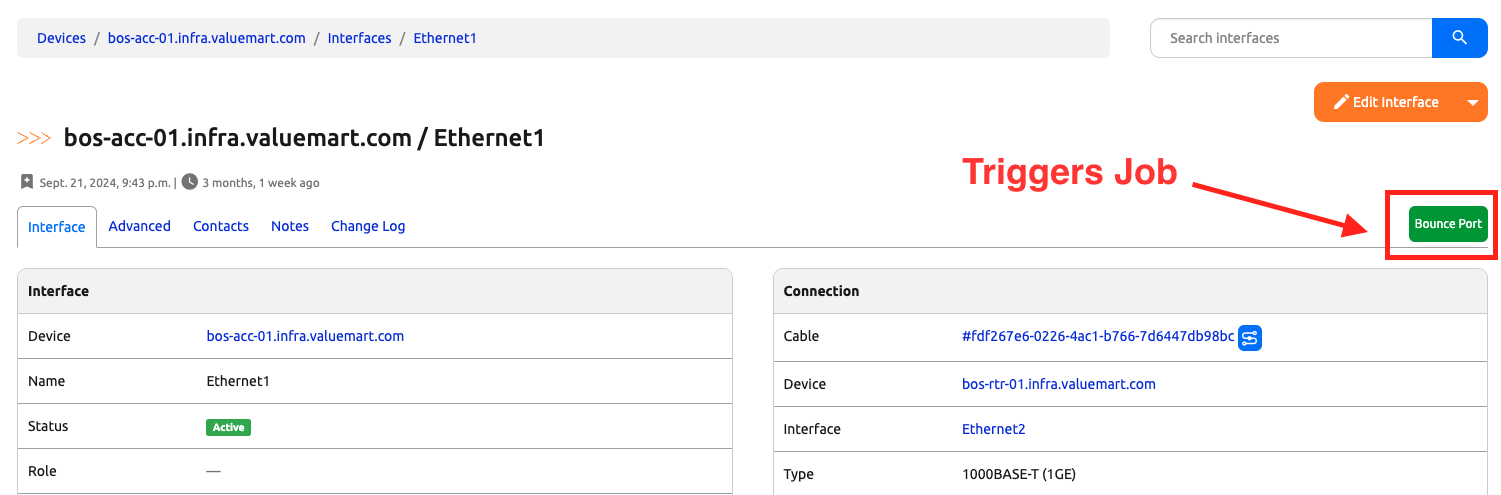 Devices / bos-acc-01.infra.valuemart.com / Interfaces / Ethernet1
Search interfaces
Edit Interface
>>> bos-acc-01.infra.valuemart.com / Ethernet1
Triggers Job
Sept. 21, 2024, 9:43 p.m. | 3 months, 1 week ago
Interface Advanced Contacts Notes Change Log
Bounce Port
Interface
Device bos-acc-01.infra.valuemart.com
Name Ethernet1
Status Active
Role —
Connection
Cable #fdf267e6-0226-4ac1-b766-7d6447db98bc
Device bos-rtr-01.infra.valuemart.com
Interface Ethernet2
Type 1000BASE-T (1GE)